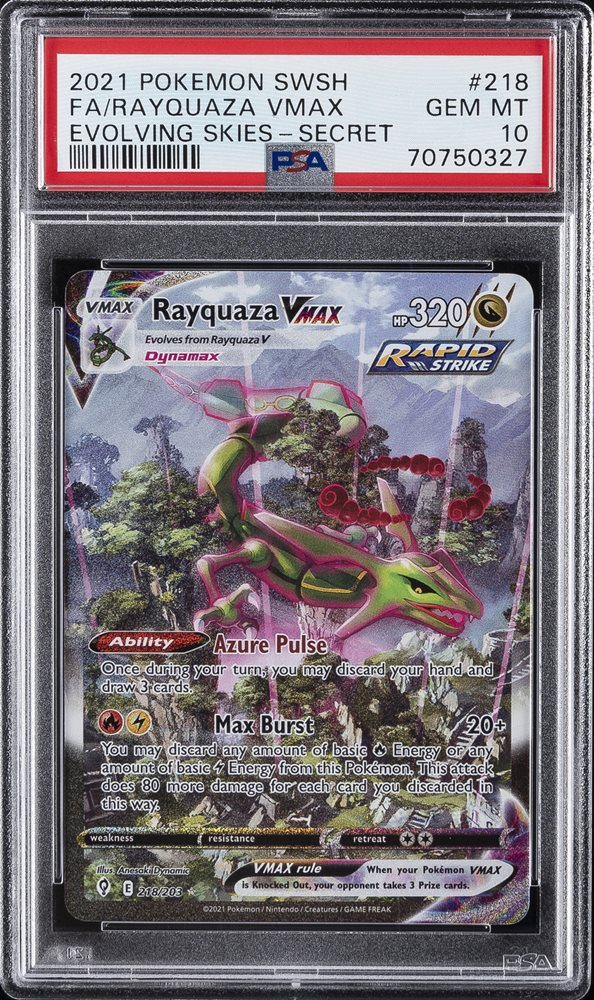 2021 POKEMON SWSH #218
FA/RAYQUAZA VMAX GEM MT
EVOLVING SKIES – SECRET 10
PSA 70750327
VMAX Rayquaza VMAX HP 320
Evolves from Rayquaza V
Dynamax
RAPID STRIKE
Ability Azure Pulse
Once during your turn, you may discard your hand and
draw 3 cards.
Max Burst 20+
You may discard any amount of basic Energy or any
amount of basic Energy from this Pokémon. This attack
does 80 more damage for each card you discarded in
this way.
weakness resistance retreat
Illus. Anesaki Dynamic
VMAX rule When your Pokémon VMAX
is Knocked Out, your opponent takes 3 Prize cards.
E 218/203
©2021 Pokémon / Nintendo / Creatures / GAME FREAK
PSA